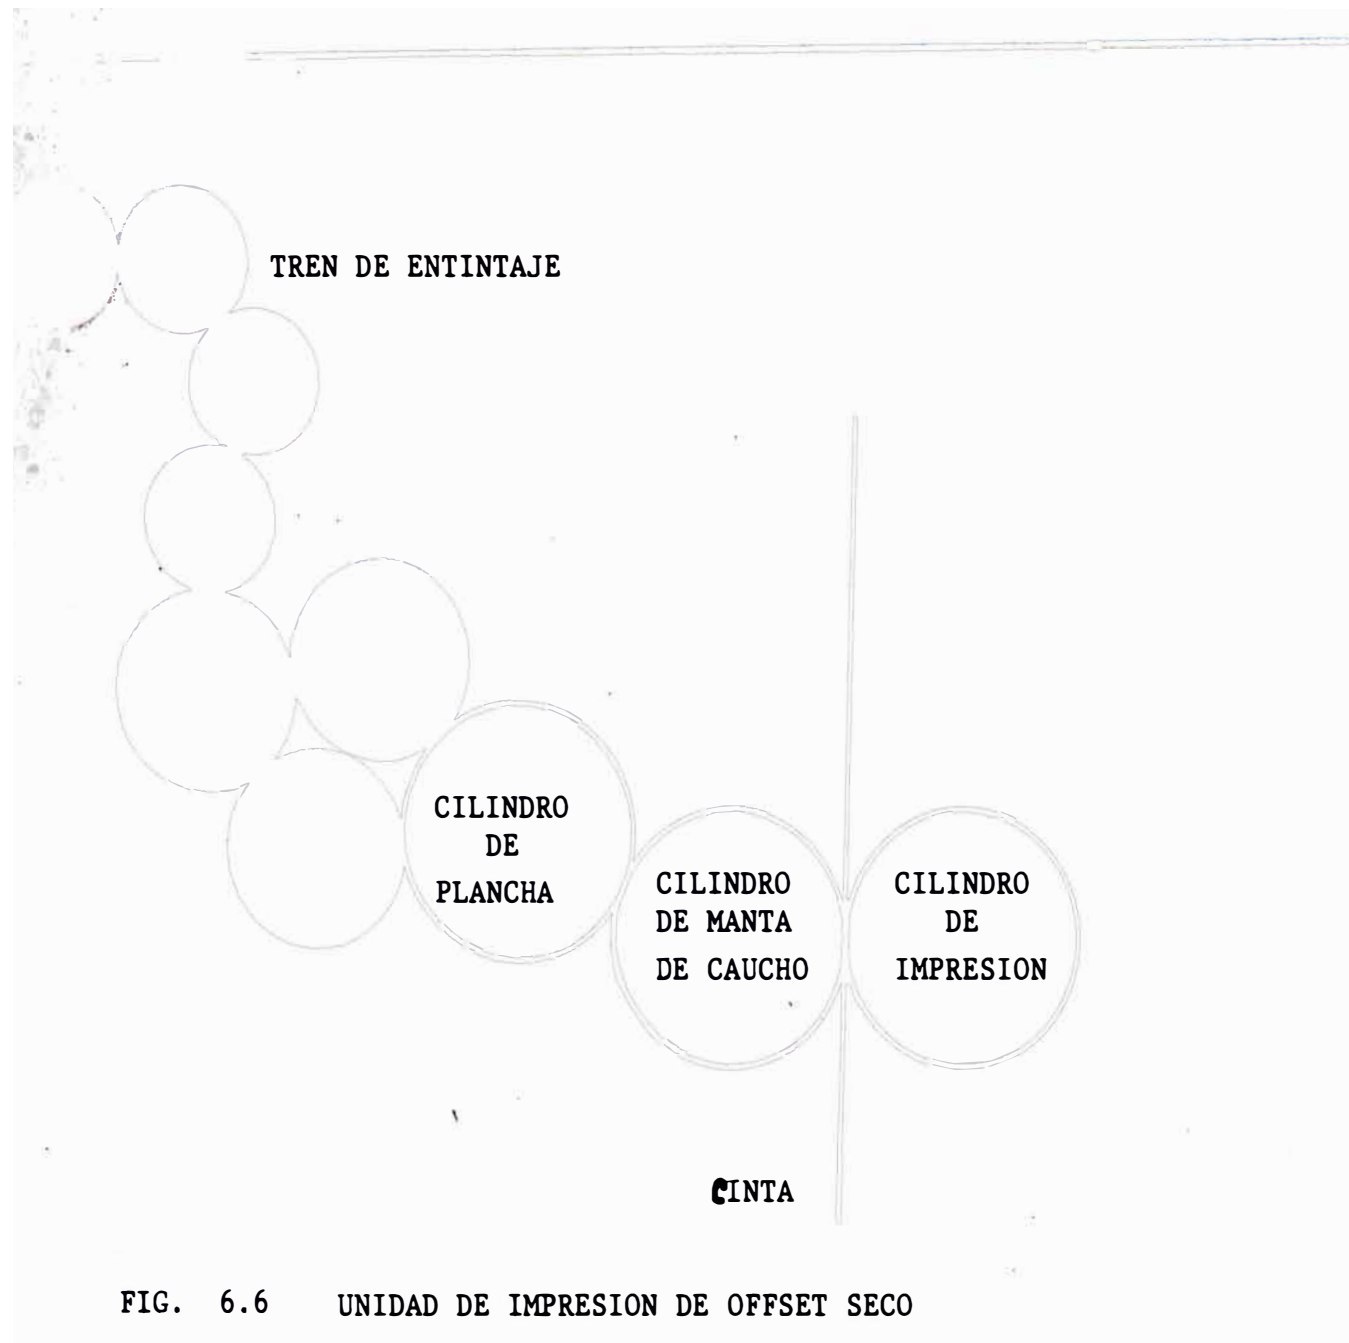 TREN DE ENTINTAJE
CILINDRO
DE
PLANCHA
CILINDRO
DE MANTA
DE CAUCHO
CILINDRO
DE
IMPRESION
CINTA
FIG. 6.6 UNIDAD DE IMPRESION DE OFFSET SECO